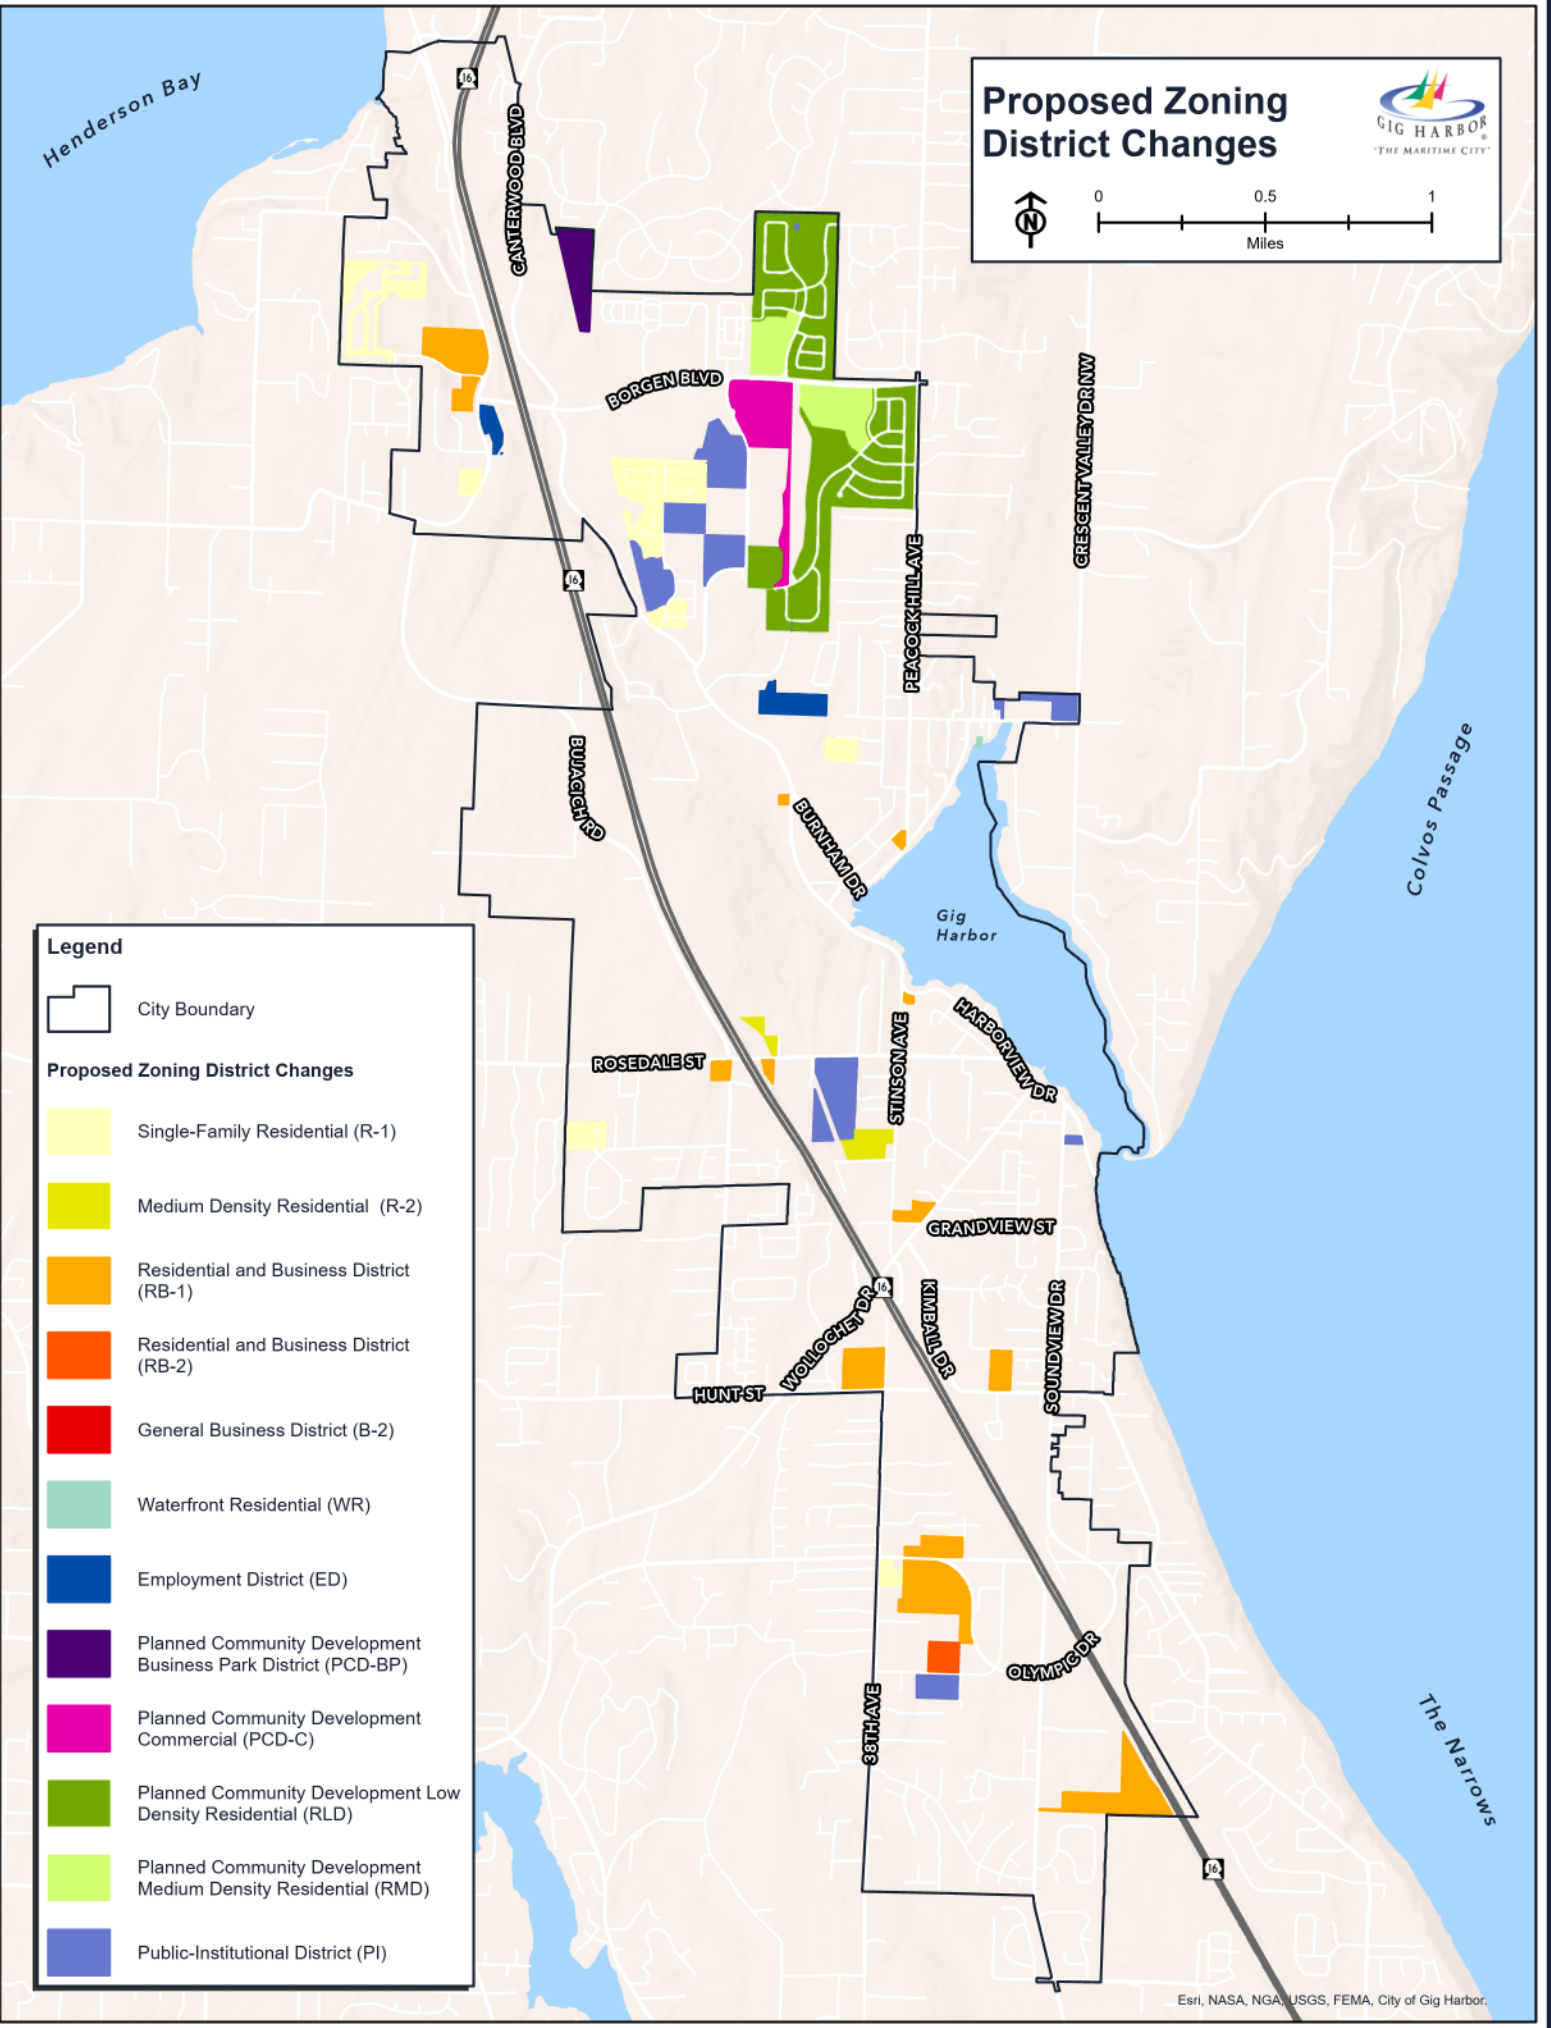 Henderson Bay
16
CANTERWOOD BLVD
Proposed Zoning
District Changes
GIG HARBOR
®
"THE MARITIME CITY"
N
0
0.5
1
Miles
BORGEN BLVD
CRESCENT VALLEY DR NW
PEACOCK HILL AVE
16
BUJACICH RD
BURNHAM DR
Colvos Passage
Gig
Harbor
HARBORVIEW DR
STINSON AVE
ROSEDALE ST
GRANDVIEW ST
16
WOLLOCHET DR
KIMBALL DR
SOUNDVIEW DR
HUNT ST
OLYMPIC DR
38TH AVE
The Narrows
16
Legend
City Boundary
Proposed Zoning District Changes
Single-Family Residential (R-1)
Medium Density Residential (R-2)
Residential and Business District
(RB-1)
Residential and Business District
(RB-2)
General Business District (B-2)
Waterfront Residential (WR)
Employment District (ED)
Planned Community Development
Business Park District (PCD-BP)
Planned Community Development
Commercial (PCD-C)
Planned Community Development Low
Density Residential (RLD)
Planned Community Development
Medium Density Residential (RMD)
Public-Institutional District (PI)
Esri, NASA, NGA, USGS, FEMA, City of Gig Harbor.